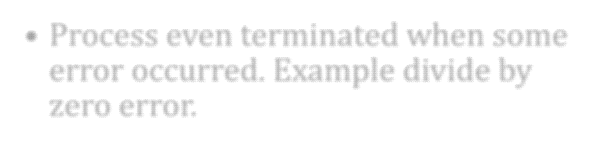 • Process even terminated when some
error occurred. Example divide by
zero error.